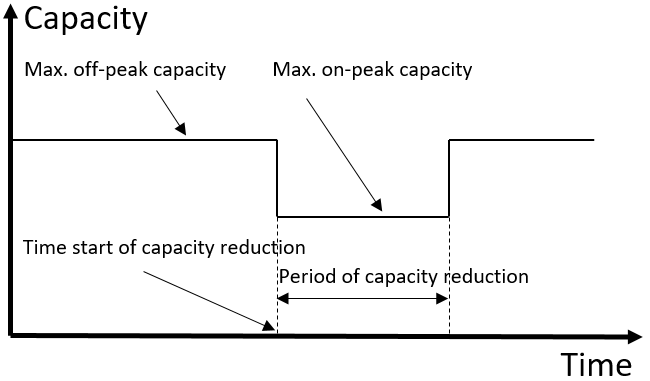 Capacity
Max. off-peak capacity
Max. on-peak capacity
Time start of capacity reduction
Period of capacity reduction
Time